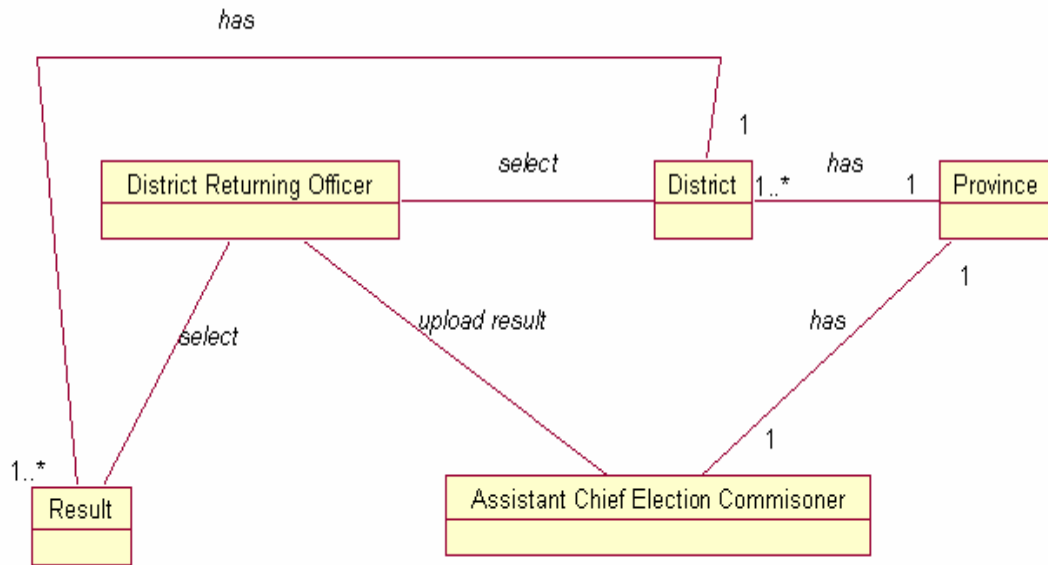 has
1
District Returning Officer
select
District
1..*
has
1
Province
1
select
upload result
has
1
1..*
Result
Assistant Chief Election Commisoner